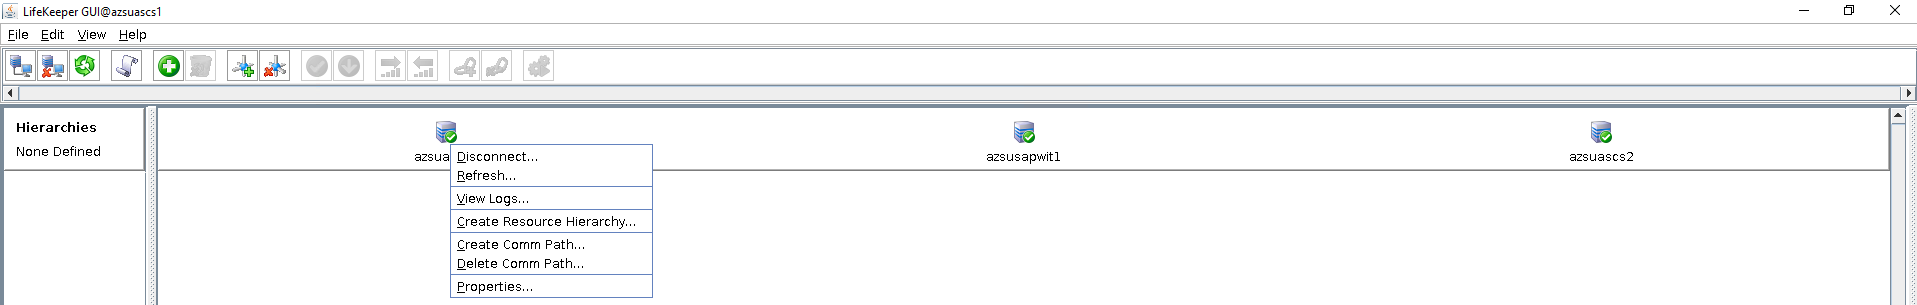 LifeKeeper GUI@azsuascs1
File Edit View Help
Hierarchies
None Defined
azsua
azsusapwit1
azsuascs2
Disconnect...
Refresh...
View Logs...
Create Resource Hierarchy...
Create Comm Path...
Delete Comm Path...
Properties...